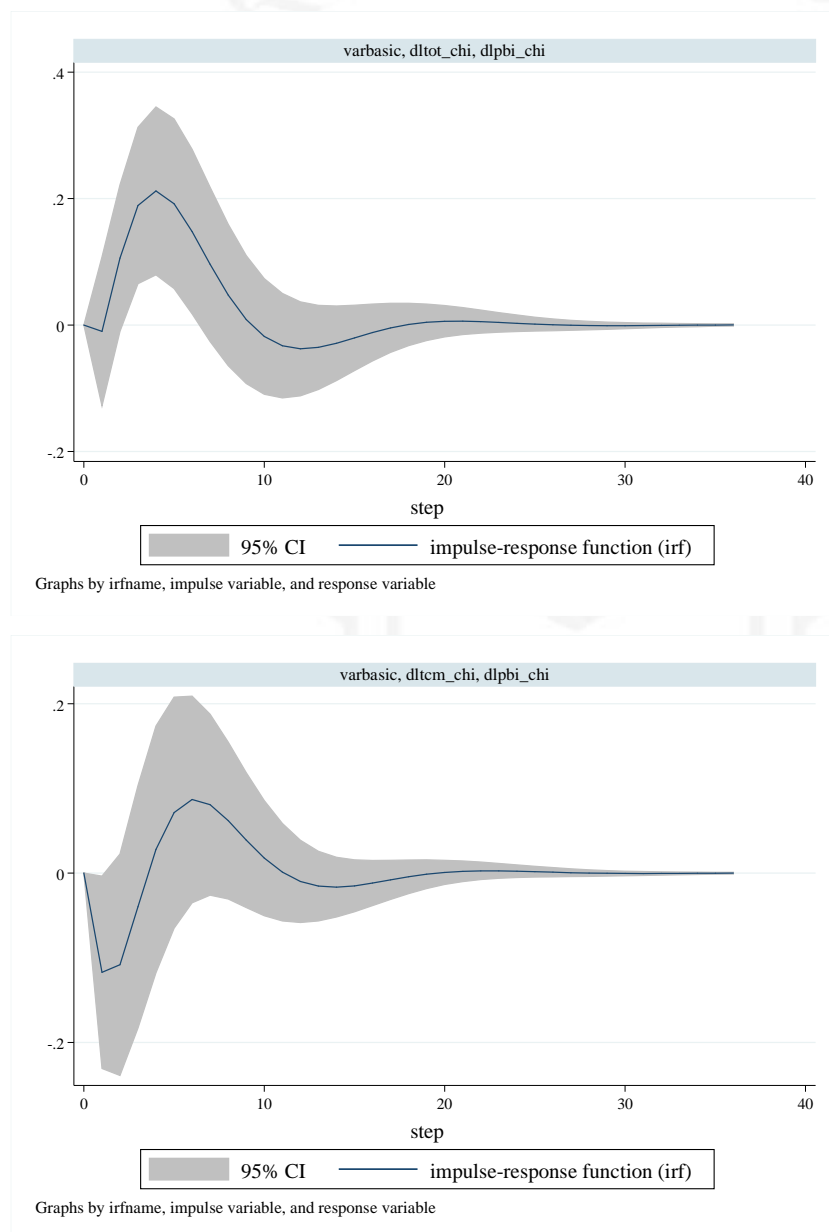 varbasic, dltot_chi, dlpbi_chi
.4
.2
0
-.2
0 10 20 30 40
step
95% CI impulse-response function (irf)
Graphs by irfname, impulse variable, and response variable
varbasic, dltcm_chi, dlpbi_chi
.2
0
-.2
0 10 20 30 40
step
95% CI impulse-response function (irf)
Graphs by irfname, impulse variable, and response variable